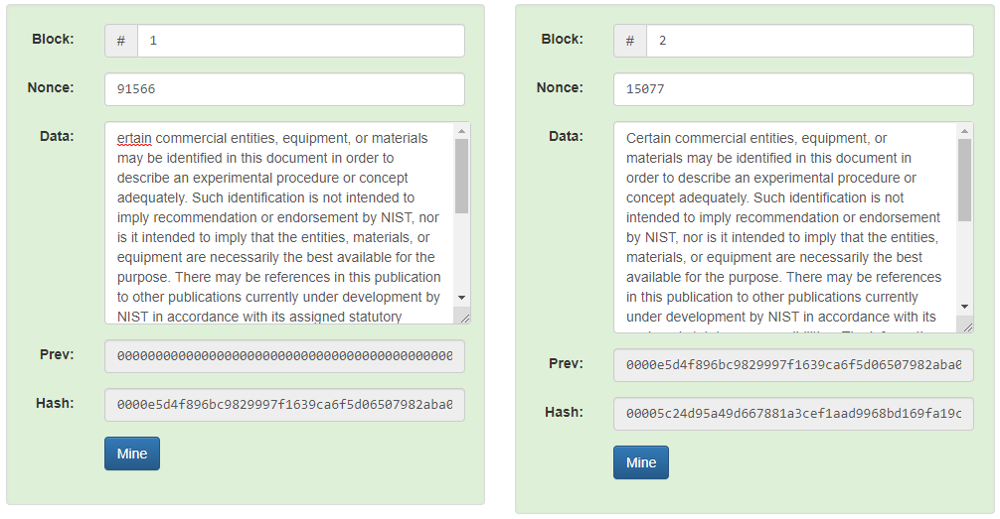 Block:
# 1
Nonce:
91566
Data:
ertain commercial entities, equipment, or materials
may be identified in this document in order to
describe an experimental procedure or concept
adequately. Such identification is not intended to
imply recommendation or endorsement by NIST, nor
is it intended to imply that the entities, materials, or
equipment are necessarily the best available for the
purpose. There may be references in this publication
to other publications currently under development by
NIST in accordance with its assigned statutory
Prev:
000000000000000000000000000000000000000000000
Hash:
0000e5d4f896bc9829997f1639ca6f5d06507982aba0
Mine
Block:
# 2
Nonce:
15077
Data:
Certain commercial entities, equipment, or
materials may be identified in this document in
order to describe an experimental procedure or
concept adequately. Such identification is not
intended to imply recommendation or endorsement
by NIST, nor is it intended to imply that the entities,
materials, or equipment are necessarily the best
available for the purpose. There may be references
in this publication to other publications currently
under development by NIST in accordance with its
Prev:
0000e5d4f896bc9829997f1639ca6f5d06507982aba0
Hash:
00005c24d95a49d667881a3cef1aad9968bd169fa19c
Mine